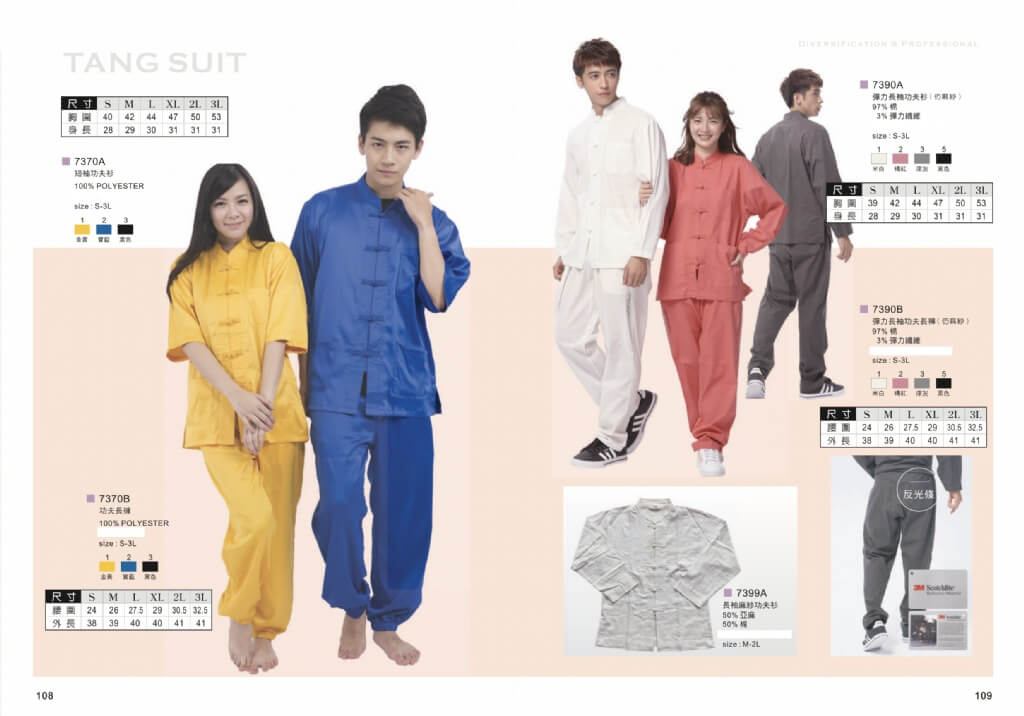 TANG SUIT
尺寸 S M L XL 2L 3L
胸圍 40 42 44 47 50 53
身長 28 29 30 31 31 31
7370A
短袖功夫衫
100% POLYESTER
size : S-3L
1 2 3
金黃 寶藍 黑色
7370B
功夫長褲
100% POLYESTER
size : S-3L
1 2 3
金黃 寶藍 黑色
尺寸 S M L XL 2L 3L
腰圍 24 26 27.5 29 30.5 32.5
外長 38 39 40 40 41 41
108
DIVERSIFICATION & PROFESSIONAL
7390A
彈力長袖功夫衫（仿麻紗）
97% 棉
3% 彈力纖維
size : S-3L
1 2 3 5
米白 橘紅 深灰 黑色
尺寸 S M L XL 2L 3L
胸圍 39 42 44 47 50 53
身長 28 29 30 31 31 31
7390B
彈力長袖功夫長褲（仿麻紗）
97% 棉
3% 彈力纖維
size : S-3L
1 2 3 5
米白 橘紅 深灰 黑色
尺寸 S M L XL 2L 3L
腰圍 24 26 27.5 29 30.5 32.5
外長 38 39 40 40 41 41
7399A
長袖麻紗功夫衫
50% 亞麻
50% 棉
size : M-2L
反光條
3M Scotchlite
Reflective Material
3M Scotchlite
109